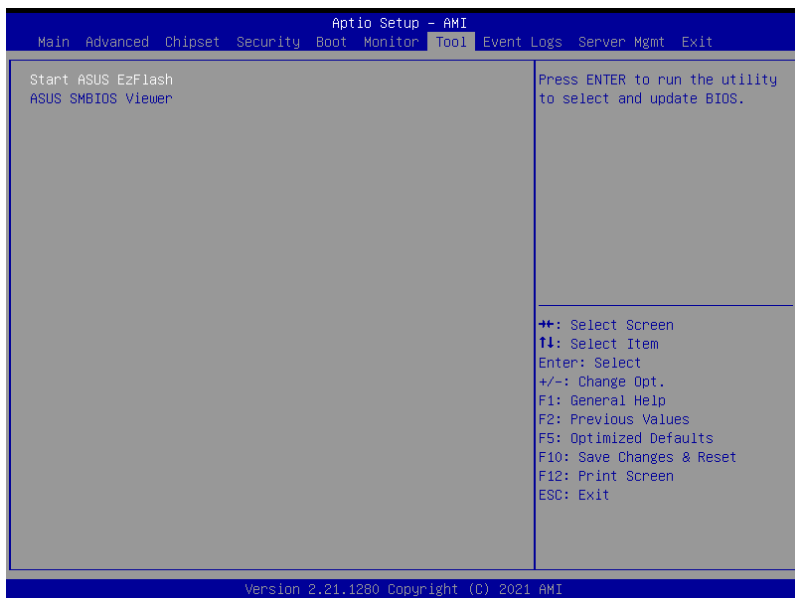 Aptio Setup – AMI
Main Advanced Chipset Security Boot Monitor Tool Event Logs Server Mgmt Exit
Start ASUS EzFlash
ASUS SMBIOS Viewer
Press ENTER to run the utility
to select and update BIOS.
→←: Select Screen
↑↓: Select Item
Enter: Select
+/-: Change Opt.
F1: General Help
F2: Previous Values
F5: Optimized Defaults
F10: Save Changes & Reset
F12: Print Screen
ESC: Exit
Version 2.21.1280 Copyright (C) 2021 AMI